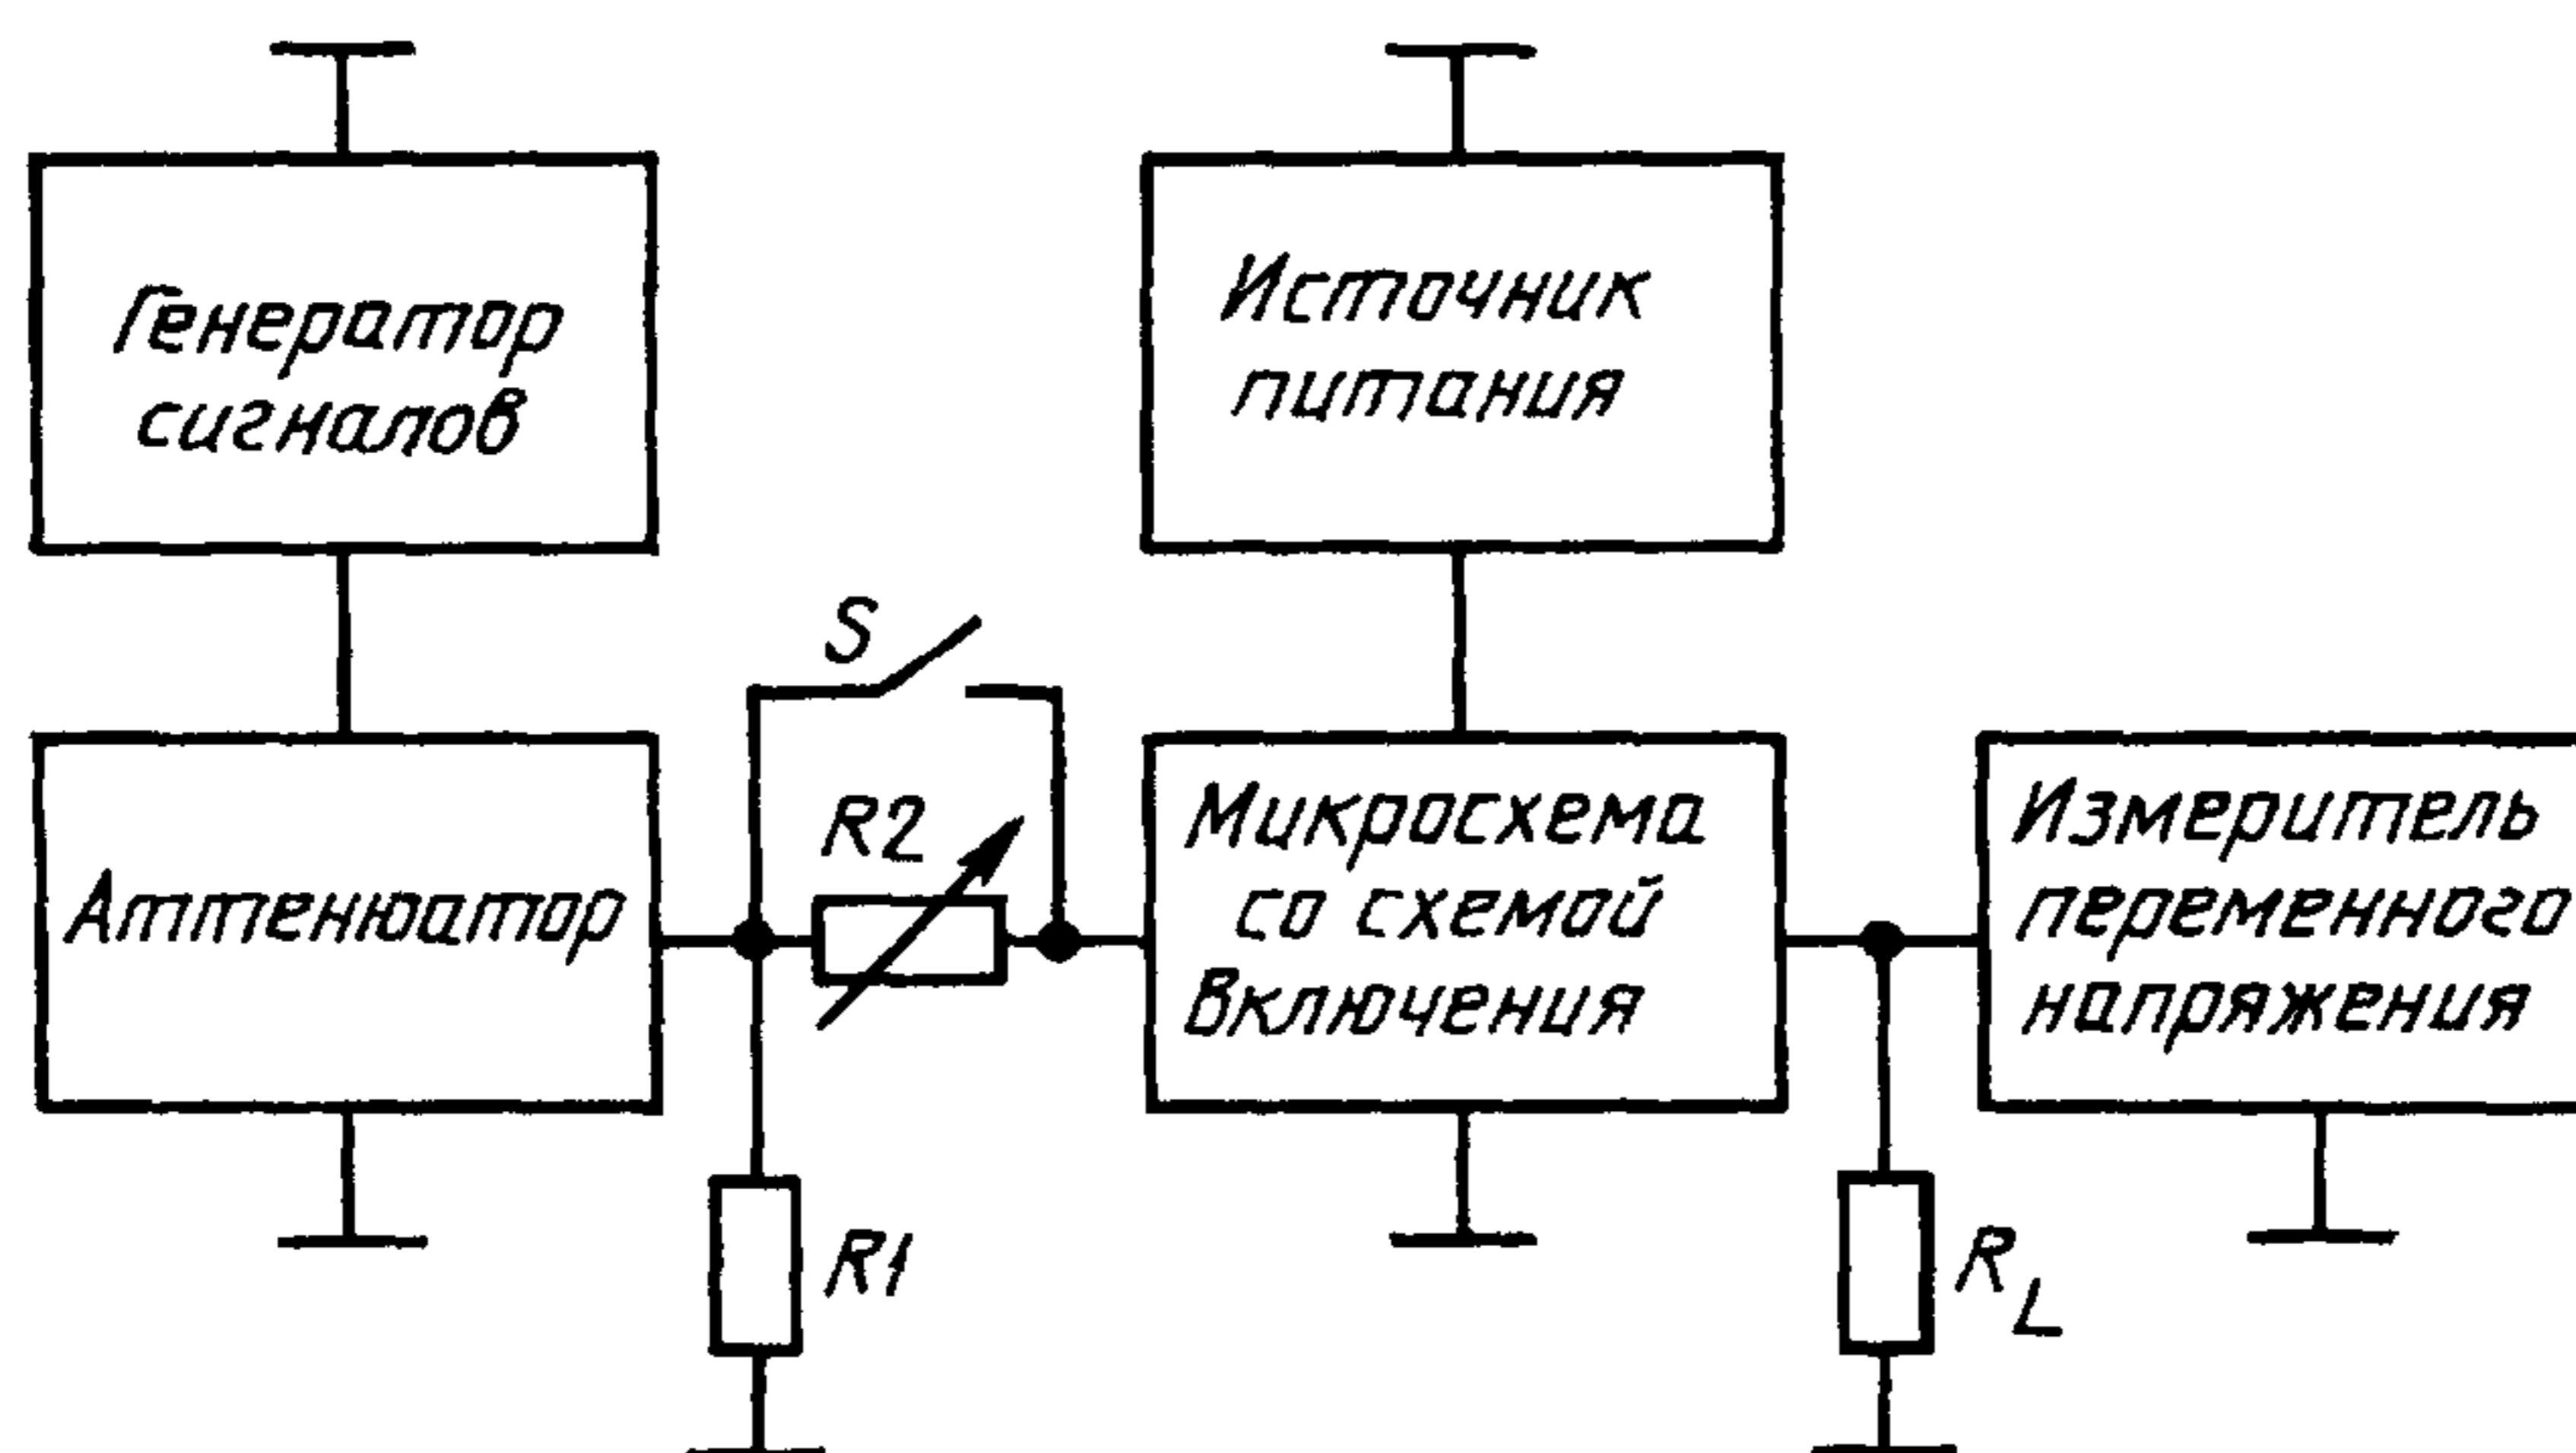 Генератор
сигналов
Источник
питания
S
R2
Аттенюатор
Микросхема
со схемой
включения
Измеритель
переменного
напряжения
R1
RL